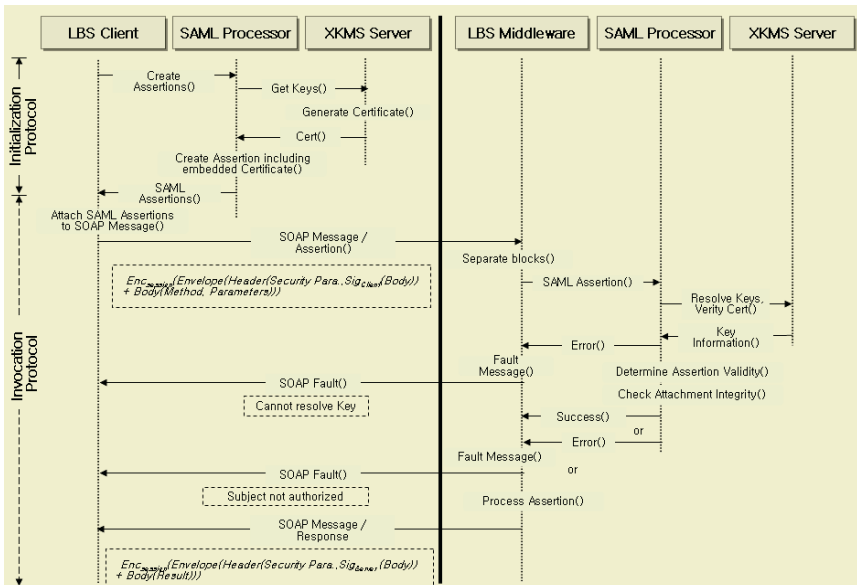 LBS Client
SAML Processor
XKMS Server
LBS Middleware
SAML Processor
XKMS Server
Initialization
Protocol
Create
Assertions()
Get Keys()
Generate Certificate()
Cert()
Create Assertion including
embedded Certificate()
SAML
Assertions()
Invocation
Protocol
Attach SAML Assertions
to SOAP Message()
SOAP Message /
Assertion()
Separate blocks()
Enc_session(Envelope(Header(Security Para.,Sig_Client(Body))
+ Body(Method, Parameters)))
SAML Assertion()
Resolve Keys,
Verity Cert()
Key
Information()
Error()
Fault
Message()
Determine Assertion Validity()
SOAP Fault()
Check Attachment Integrity()
Cannot resolve Key
Success()
or
Error()
Fault Message()
SOAP Fault()
or
Subject not authorized
Process Assertion()
SOAP Message /
Response
Enc_session(Envelope(Header(Security Para.,Sig_Server(Body))
+ Body(Result)))